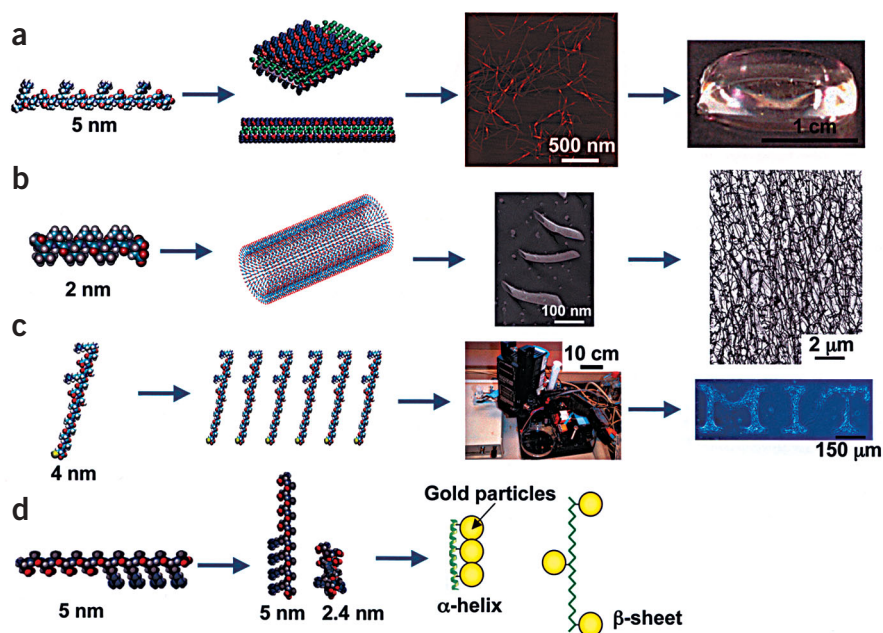 a
5 nm
500 nm
1 cm
b
2 nm
100 nm
2 μm
c
4 nm
10 cm
MIT
150 μm
d
5 nm
5 nm
2.4 nm
Gold particles
α-helix
β-sheet